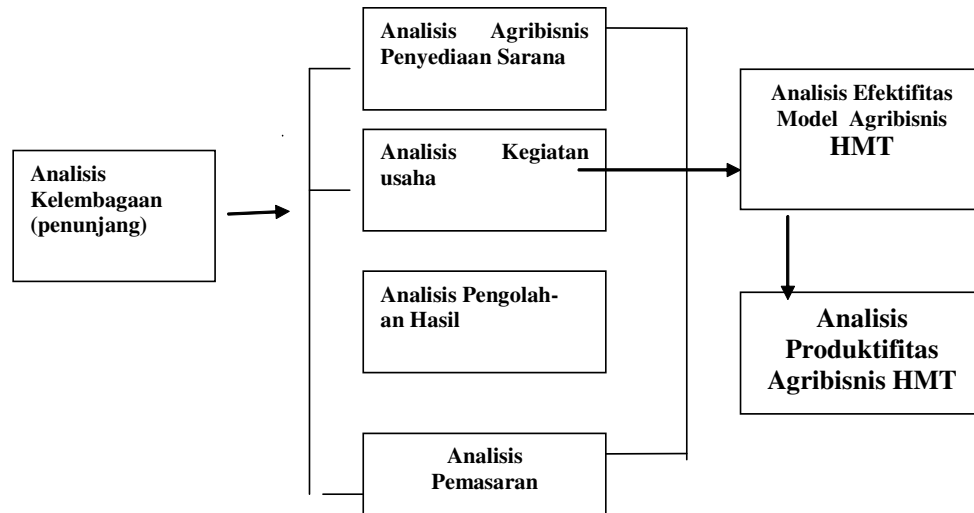 Analisis Kelembagaan
(penunjang)
Analisis Agribisnis
Penyediaan Sarana
Analisis Kegiatan
usaha
Analisis Pengolah-
an Hasil
Analisis
Pemasaran
Analisis Efektifitas
Model Agribisnis
HMT
Analisis
Produktifitas
Agribisnis HMT